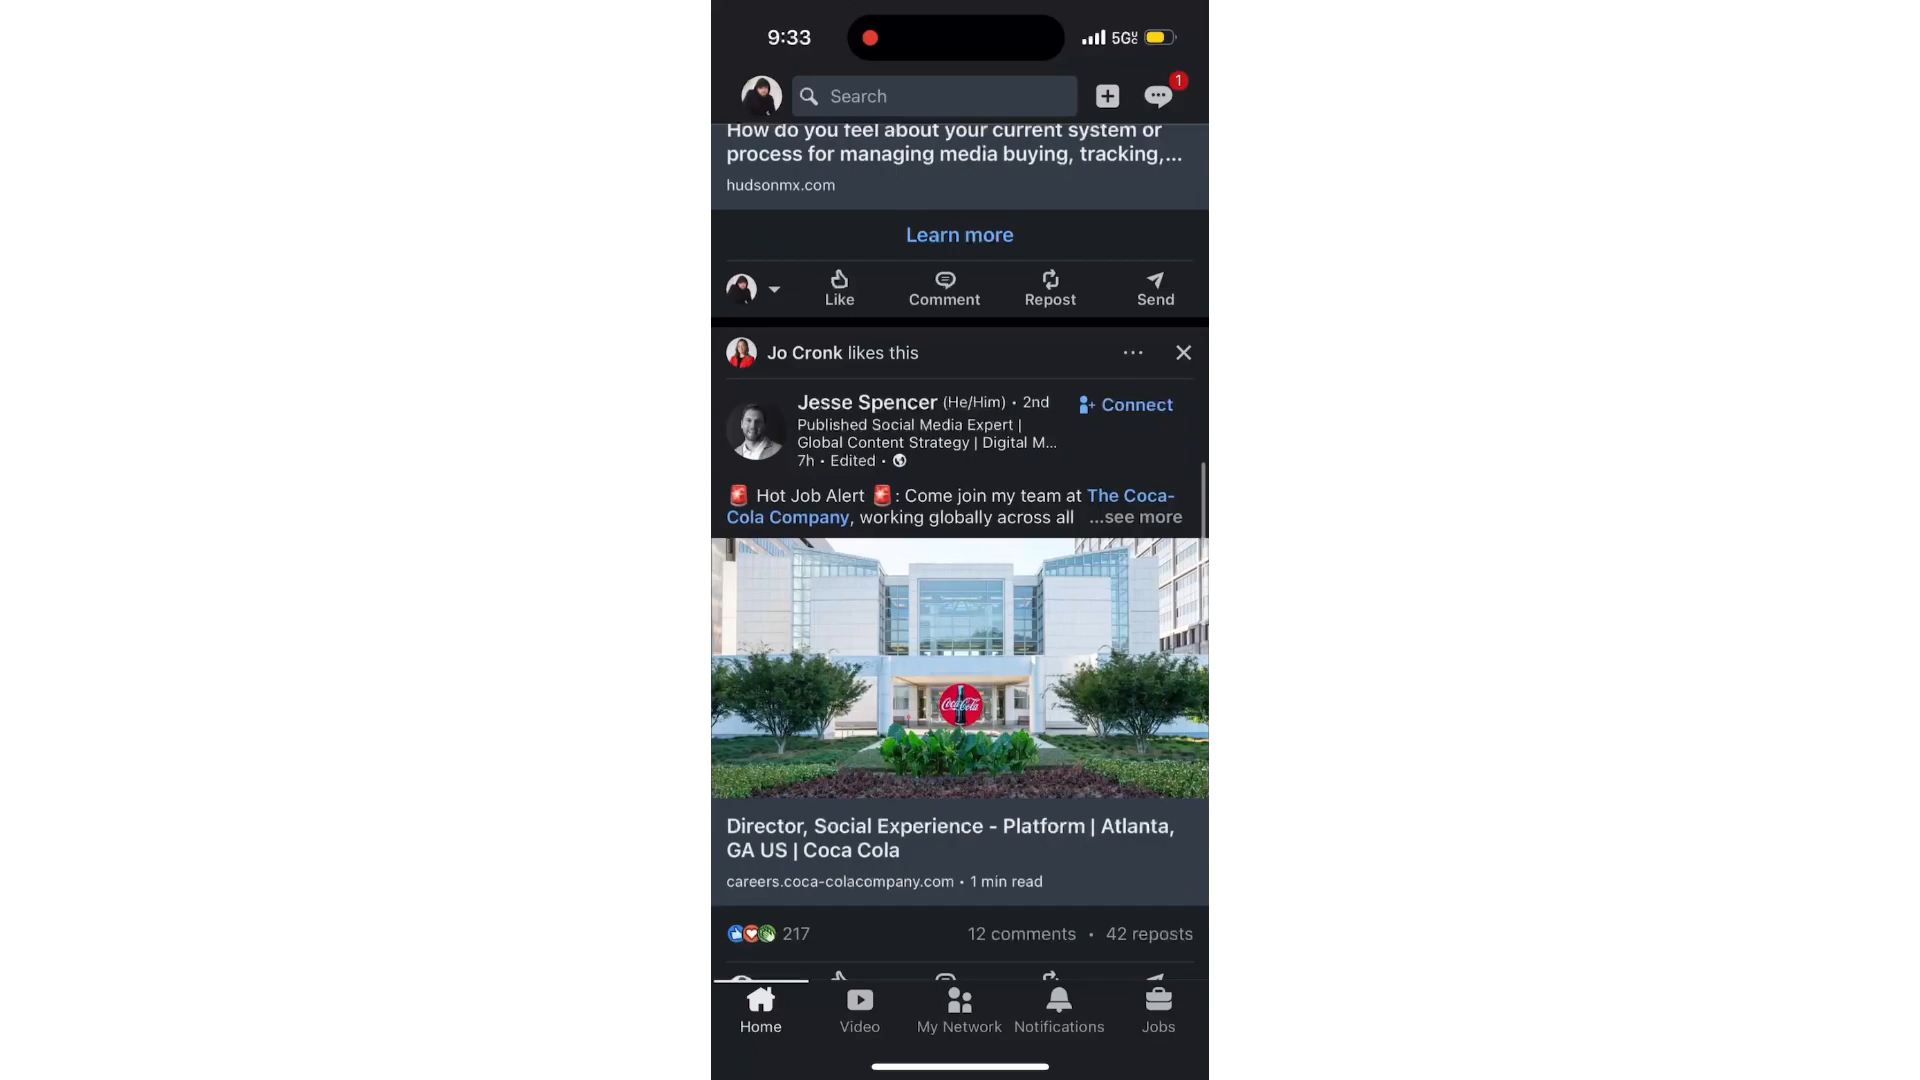 9:33
5G
1
Search
How do you feel about your current system or
process for managing media buying, tracking,...
hudsonmx.com
Learn more
Like
Comment
Repost
Send
Jo Cronk likes this
Jesse Spencer (He/Him) • 2nd
Connect
Published Social Media Expert |
Global Content Strategy | Digital M...
7h • Edited •
🚨 Hot Job Alert 🚨: Come join my team at The Coca-
Cola Company, working globally across all ...see more
Coca-Cola
Director, Social Experience - Platform | Atlanta,
GA US | Coca Cola
careers.coca-colacompany.com • 1 min read
217
12 comments • 42 reposts
Home
Video
My Network
Notifications
Jobs